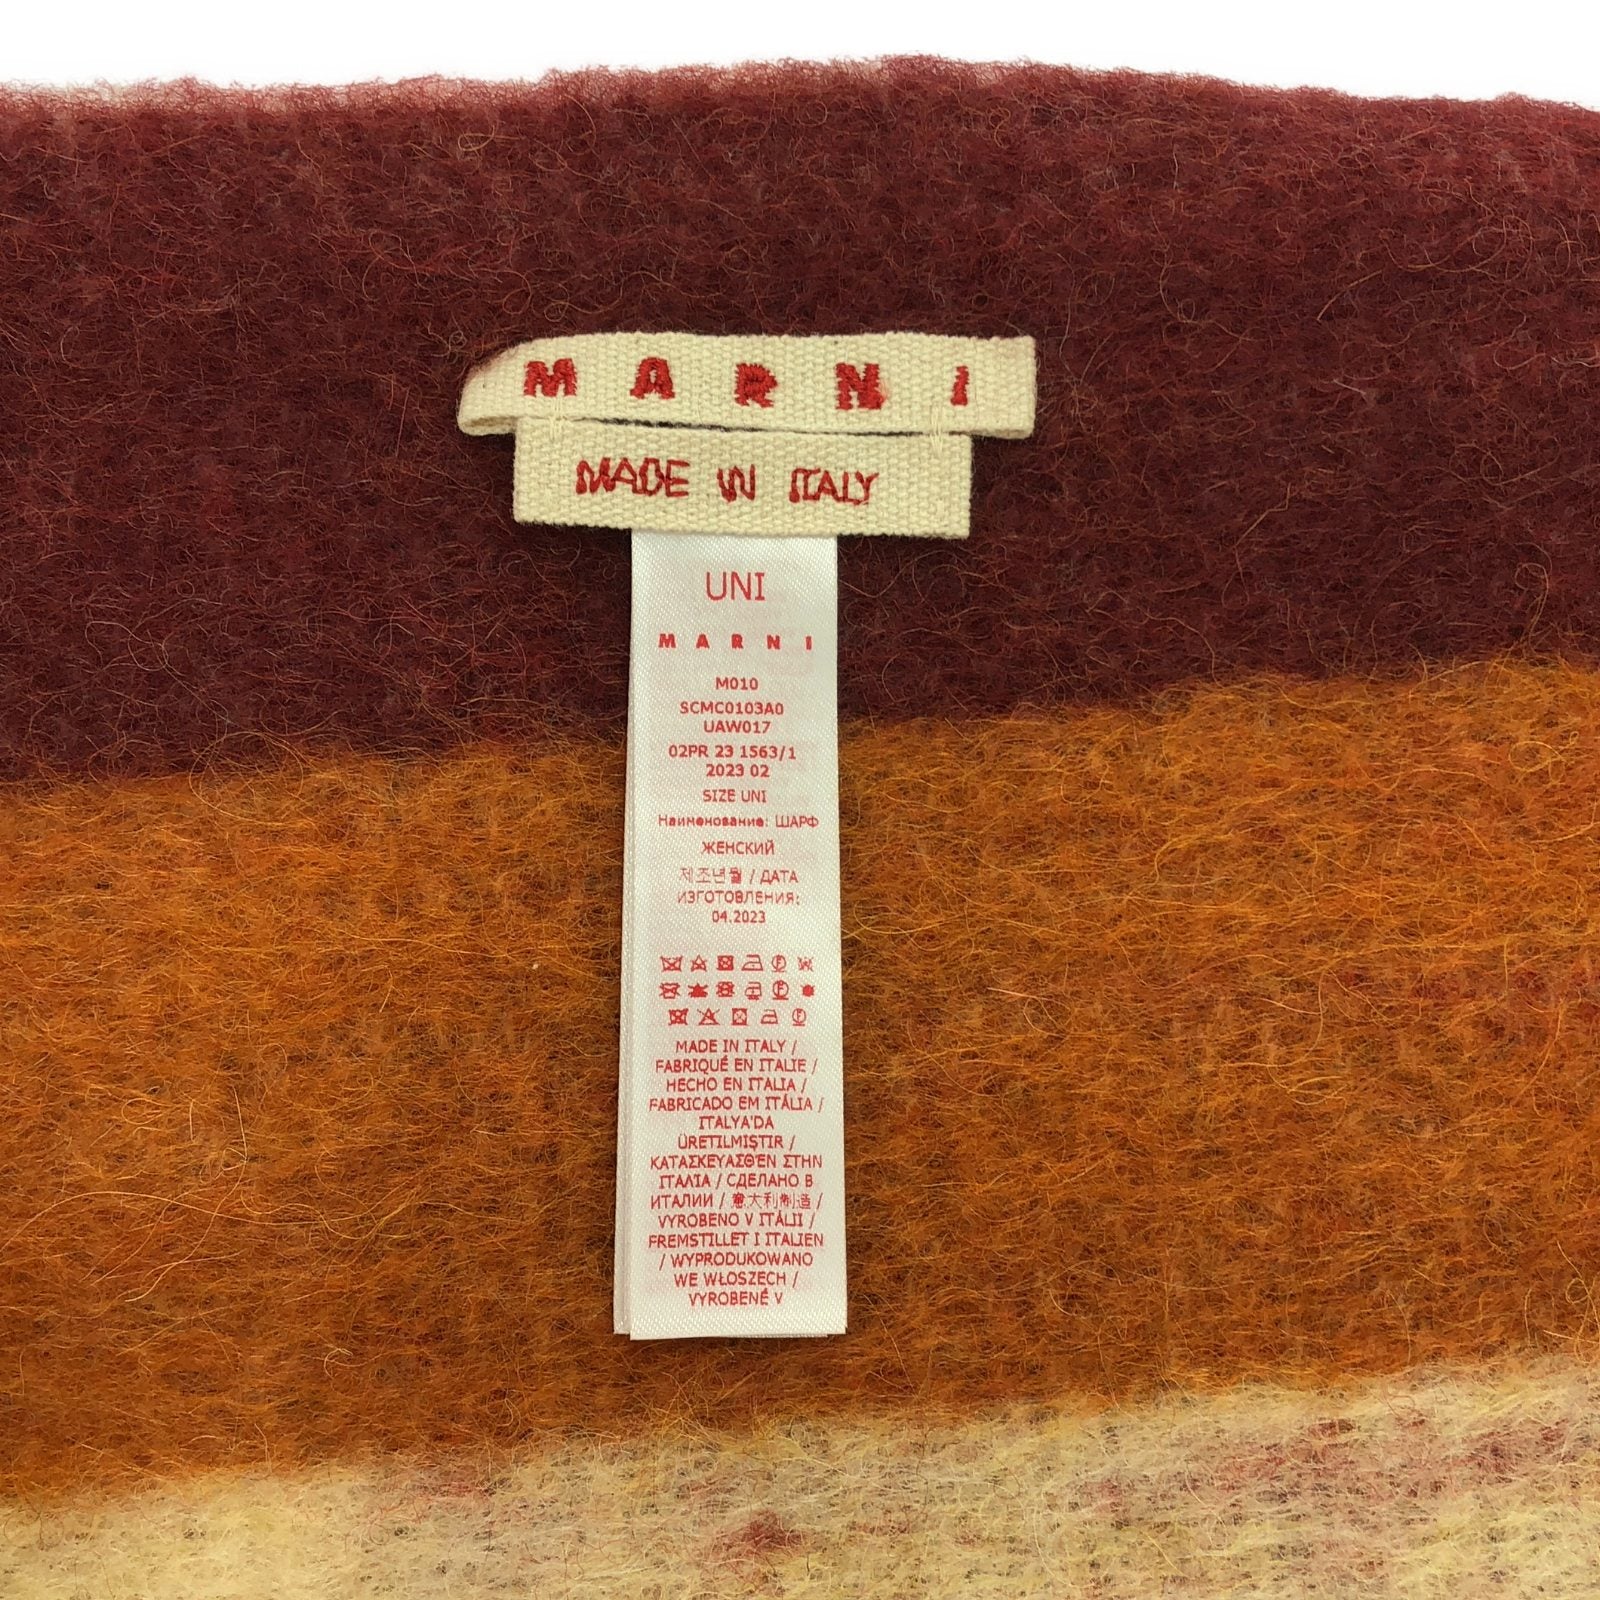 MARNI
MADE IN ITALY
UNI
MARNI
M010
SCMC0103A0
UAW017
02PR 23 1563/1
2023 02
SIZE UNI
Наименование: ШАРФ
ЖЕНСКИЙ
제조년월 / ДАТА
ИЗГОТОВЛЕНИЯ:
04.2023
MADE IN ITALY /
FABRIQUÉ EN ITALIE /
HECHO EN ITALIA /
FABRICADO EM ITÁLIA /
ITALYA'DA
ÜRETILMIŞTIR /
ΚΑΤΑΣΚΕΥΑΣΘΈΝ ΣΤΗΝ
ΙΤΑΛΊΑ / СДЕЛАНО В
ИТАЛИИ / 意大利制造 /
VYROBENO V ITÁLII /
FREMSTILLET I ITALIEN
/ WYPRODUKOWANO
WE WŁOSZECH /
VYROBENÉ V